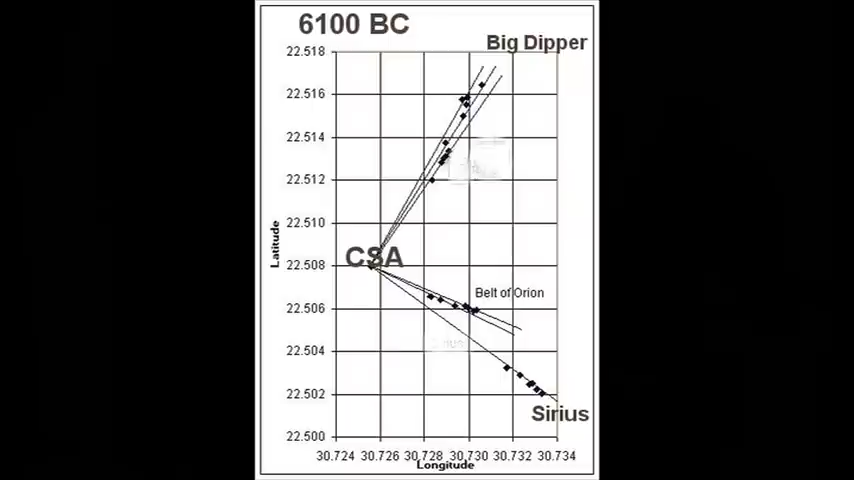 6100 BC
Big Dipper
22.518
22.516
22.514
22.512
22.510
22.508
22.506
22.504
22.502
22.500
Latitude
CSA
Belt of Orion
Sirius
30.724 30.726 30.728 30.730 30.732 30.734
Longitude